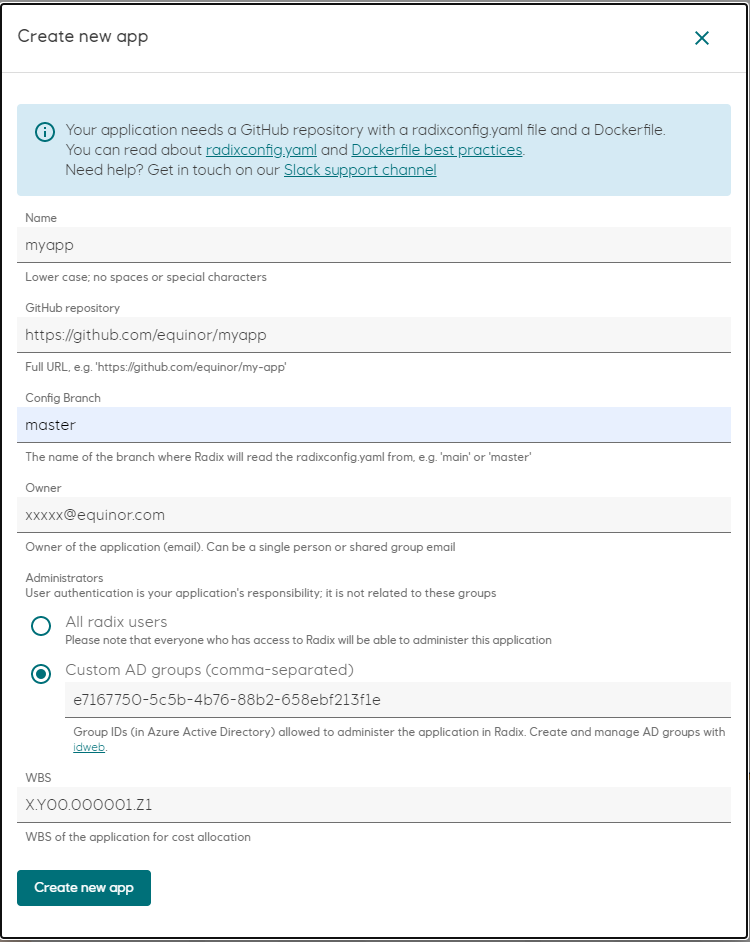 Create new app
Your application needs a GitHub repository with a radixconfig.yaml file and a Dockerfile.
You can read about radixconfig.yaml and Dockerfile best practices.
Need help? Get in touch on our Slack support channel
Name
myapp
Lower case; no spaces or special characters
GitHub repository
https://github.com/equinor/myapp
Full URL, e.g. 'https://github.com/equinor/my-app'
Config Branch
master
The name of the branch where Radix will read the radixconfig.yaml from, e.g. 'main' or 'master'
Owner
xxxxx@equinor.com
Owner of the application (email). Can be a single person or shared group email
Administrators
User authentication is your application's responsibility; it is not related to these groups
All radix users
Please note that everyone who has access to Radix will be able to administer this application
Custom AD groups (comma-separated)
e7167750-5c5b-4b76-88b2-658ebf213f1e
Group IDs (in Azure Active Directory) allowed to administer the application in Radix. Create and manage AD groups with
idweb.
WBS
X.Y00.000001.Z1
WBS of the application for cost allocation
Create new app